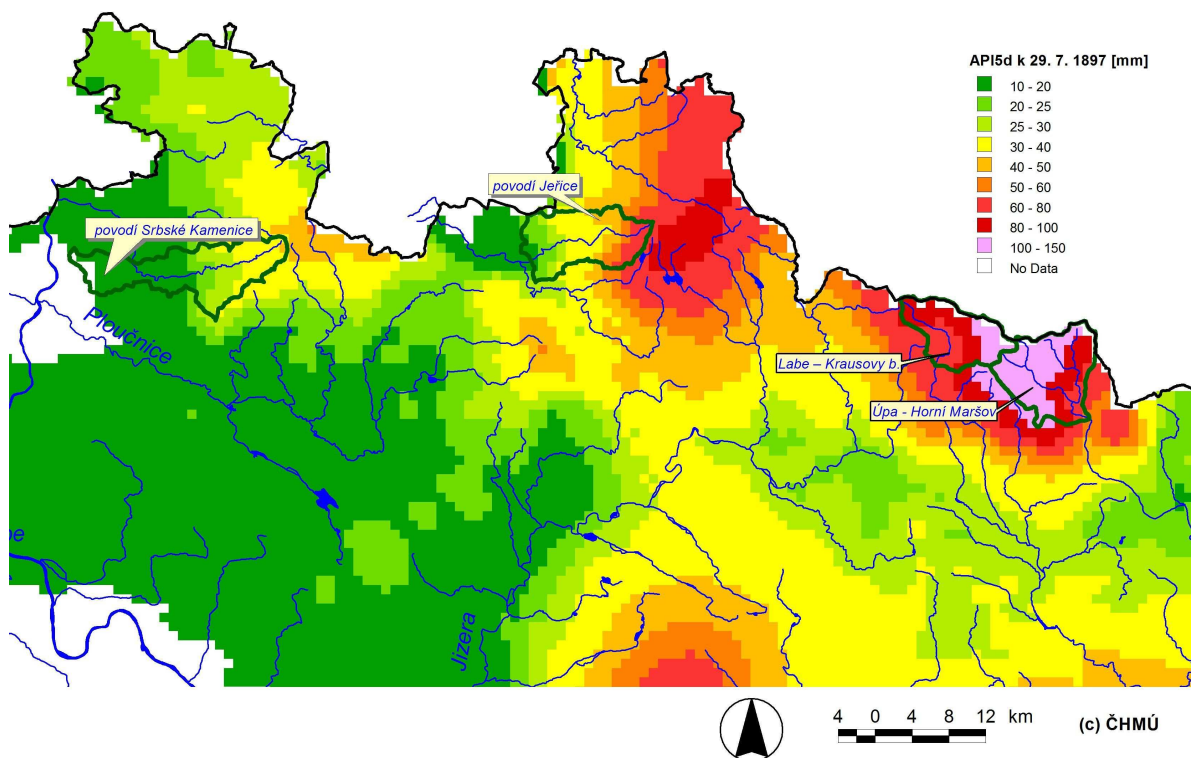 API5d k 29. 7. 1897 [mm]
10 - 20
20 - 25
25 - 30
30 - 40
40 - 50
50 - 60
60 - 80
80 - 100
100 - 150
No Data
povodí Jeřice
povodí Srbské Kamenice
Ploučnice
Labe – Krausovy b.
Úpa - Horní Maršov
be
Jizera
4 0 4 8 12 km
(c) ČHMÚ